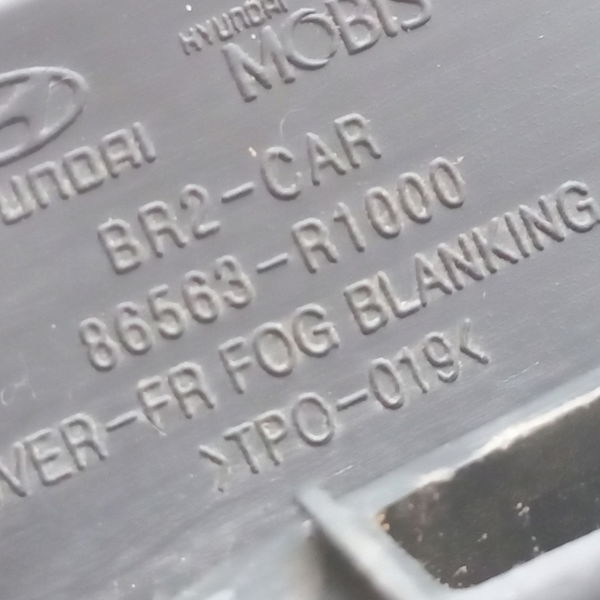 HYUNDAI
MOBIS
HYUNDAI
BR2-CAR
86563-R1000
VER-FR FOG BLANKING
>TPO-019<